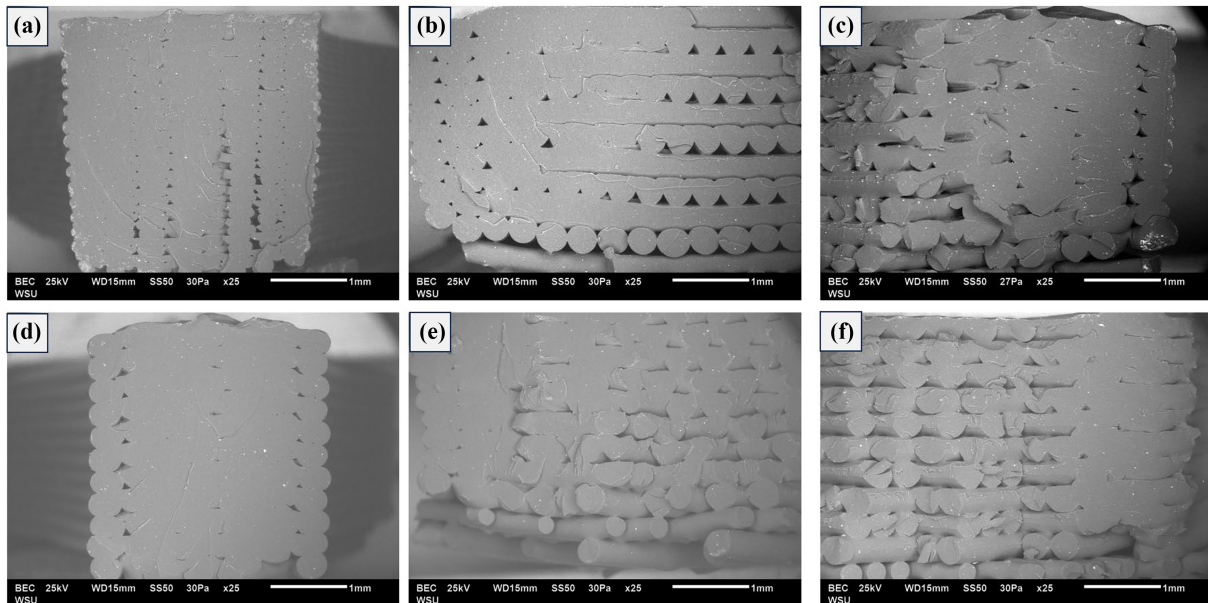 (a)
BEC 25kV WD15mm SS50 30Pa x25 1mm
WSU
(b)
BEC 25kV WD15mm SS50 30Pa x25 1mm
WSU
(c)
BEC 25kV WD15mm SS50 27Pa x25 1mm
WSU
(d)
BEC 25kV WD15mm SS50 30Pa x25 1mm
WSU
(e)
BEC 25kV WD15mm SS50 30Pa x25 1mm
WSU
(f)
BEC 25kV WD15mm SS50 30Pa x25 1mm
WSU